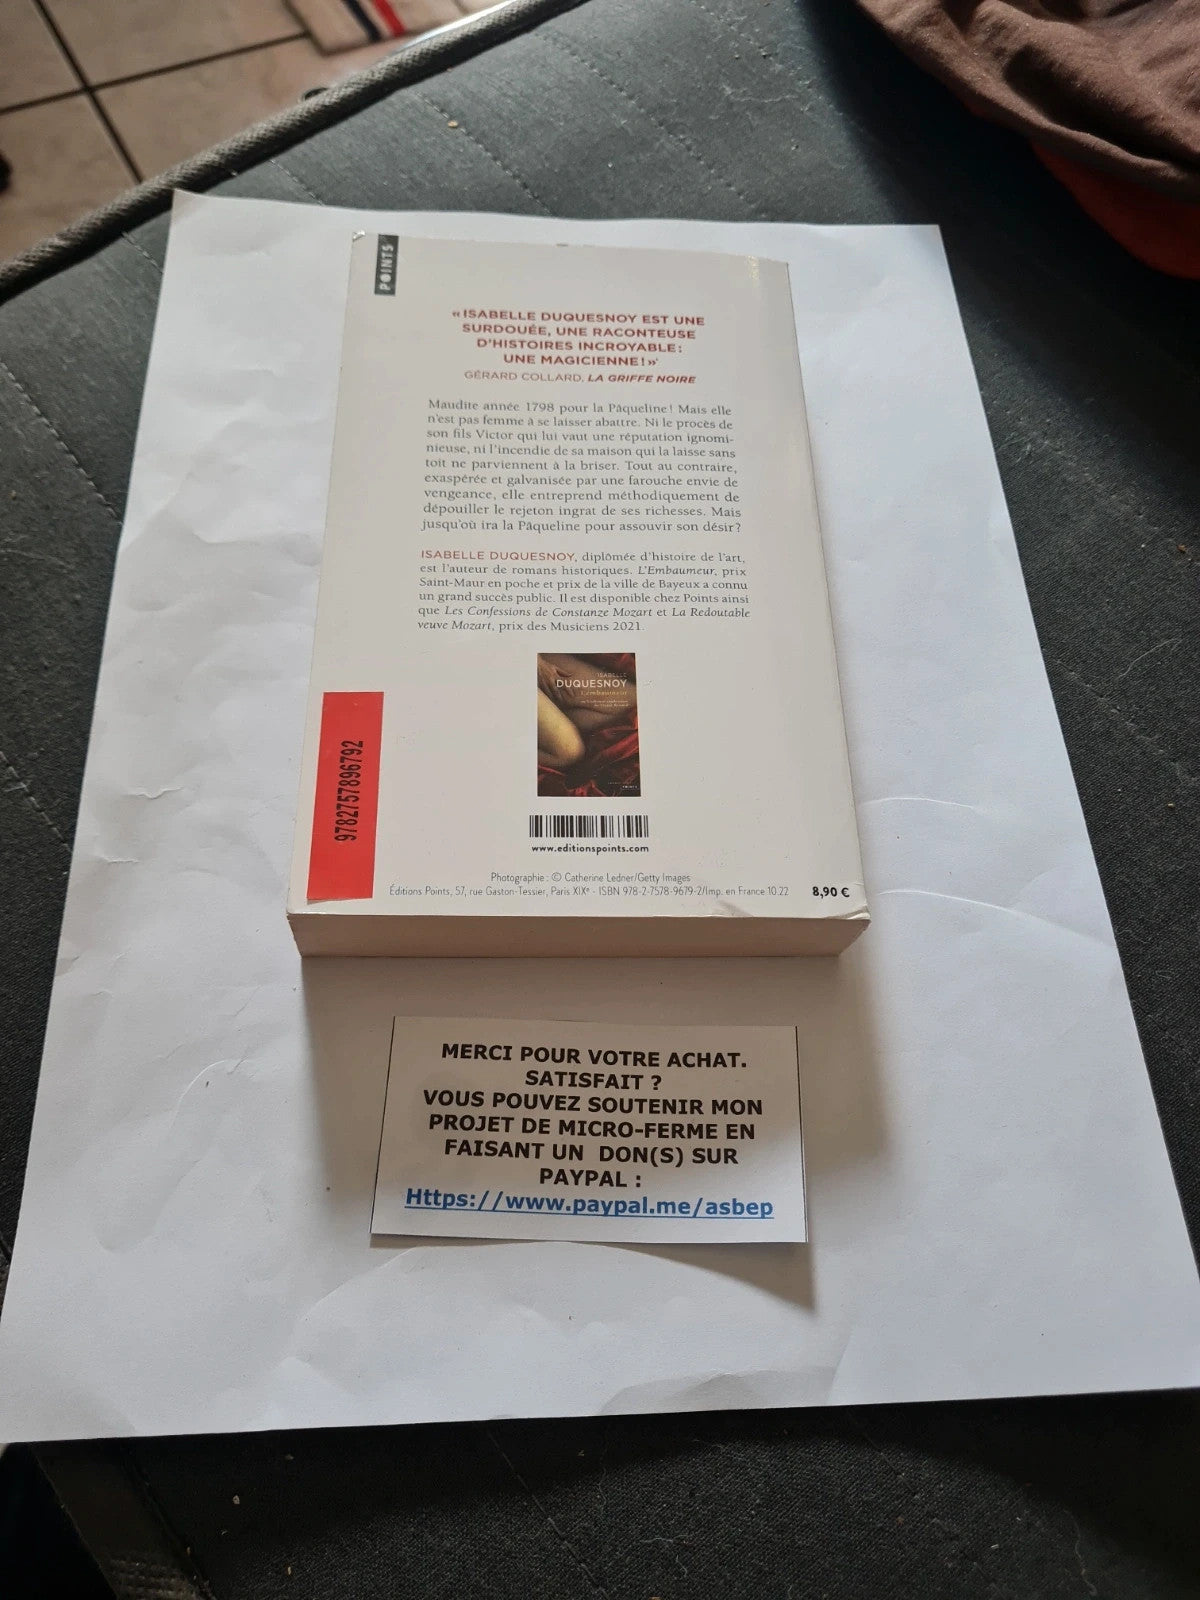 POINTS
« ISABELLE DUQUESNOY EST UNE
SURDOUÉE, UNE RACONTEUSE
D'HISTOIRES INCROYABLE :
UNE MAGICIENNE ! »
GÉRARD COLLARD, LA GRIFFE NOIRE
Maudite année 1798 pour la Pâqueline ! Mais elle
n'est pas femme à se laisser abattre. Ni le procès de
son fils Victor qui lui vaut une réputation ignomi-
nieuse, ni l'incendie de sa maison qui la laisse sans
toit ne parviennent à la briser. Tout au contraire,
exaspérée et galvanisée par une farouche envie de
vengeance, elle entreprend méthodiquement de
dépouiller le rejeton ingrat de ses richesses. Mais
jusqu'où ira la Pâqueline pour assouvir son désir ?
ISABELLE DUQUESNOY, diplômée d'histoire de l'art,
est l'auteur de romans historiques. L'Embaumeur, prix
Saint-Maur en poche et prix de la ville de Bayeux a connu
un grand succès public. Il est disponible chez Points ainsi
que Les Confessions de Constanze Mozart et La Redoutable
veuve Mozart, prix des Musiciens 2021.
ISABELLE
DUQUESNOY
L'embaumeur
9782757896792
www.editionspoints.com
Photographie : © Catherine Ledner/Getty Images
Éditions Points, 57, rue Gaston-Tessier, Paris XIXe - ISBN 978-2-7578-9679-2/Imp. en France 10.22
8,90 €
MERCI POUR VOTRE ACHAT.
SATISFAIT ?
VOUS POUVEZ SOUTENIR MON
PROJET DE MICRO-FERME EN
FAISANT UN DON(S) SUR
PAYPAL :
Https://www.paypal.me/asbep